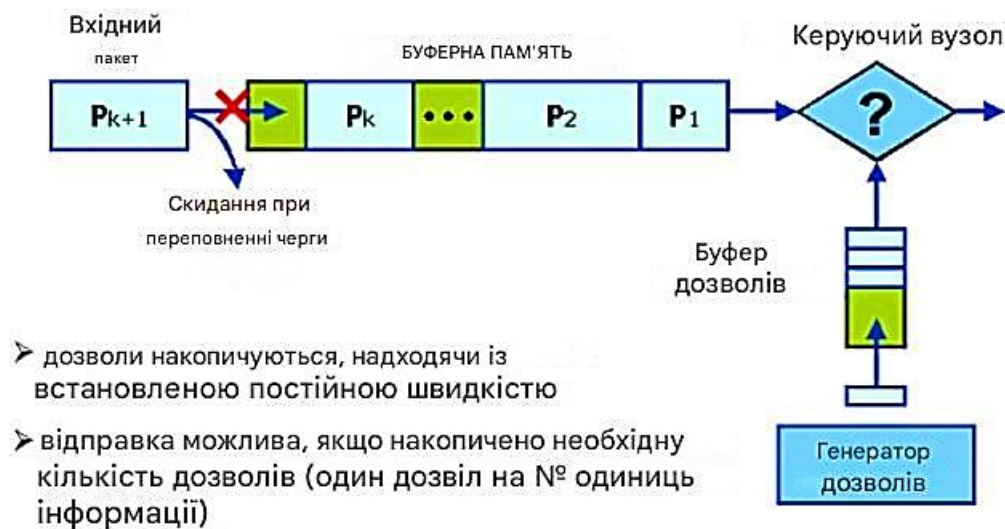 Вхідний
пакет
БУФЕРНА ПАМ'ЯТЬ
Керуючий вузол
Pk+1
Pk
•••
P2
P1
?
Скидання при
переповненні черги
Буфер
дозволів
➢ дозволи накопичуються, надходячи із
встановленою постійною швидкістю
➢ відправка можлива, якщо накопичено необхідну
кількість дозволів (один дозвіл на № одиниць
інформації)
Генератор
дозволів